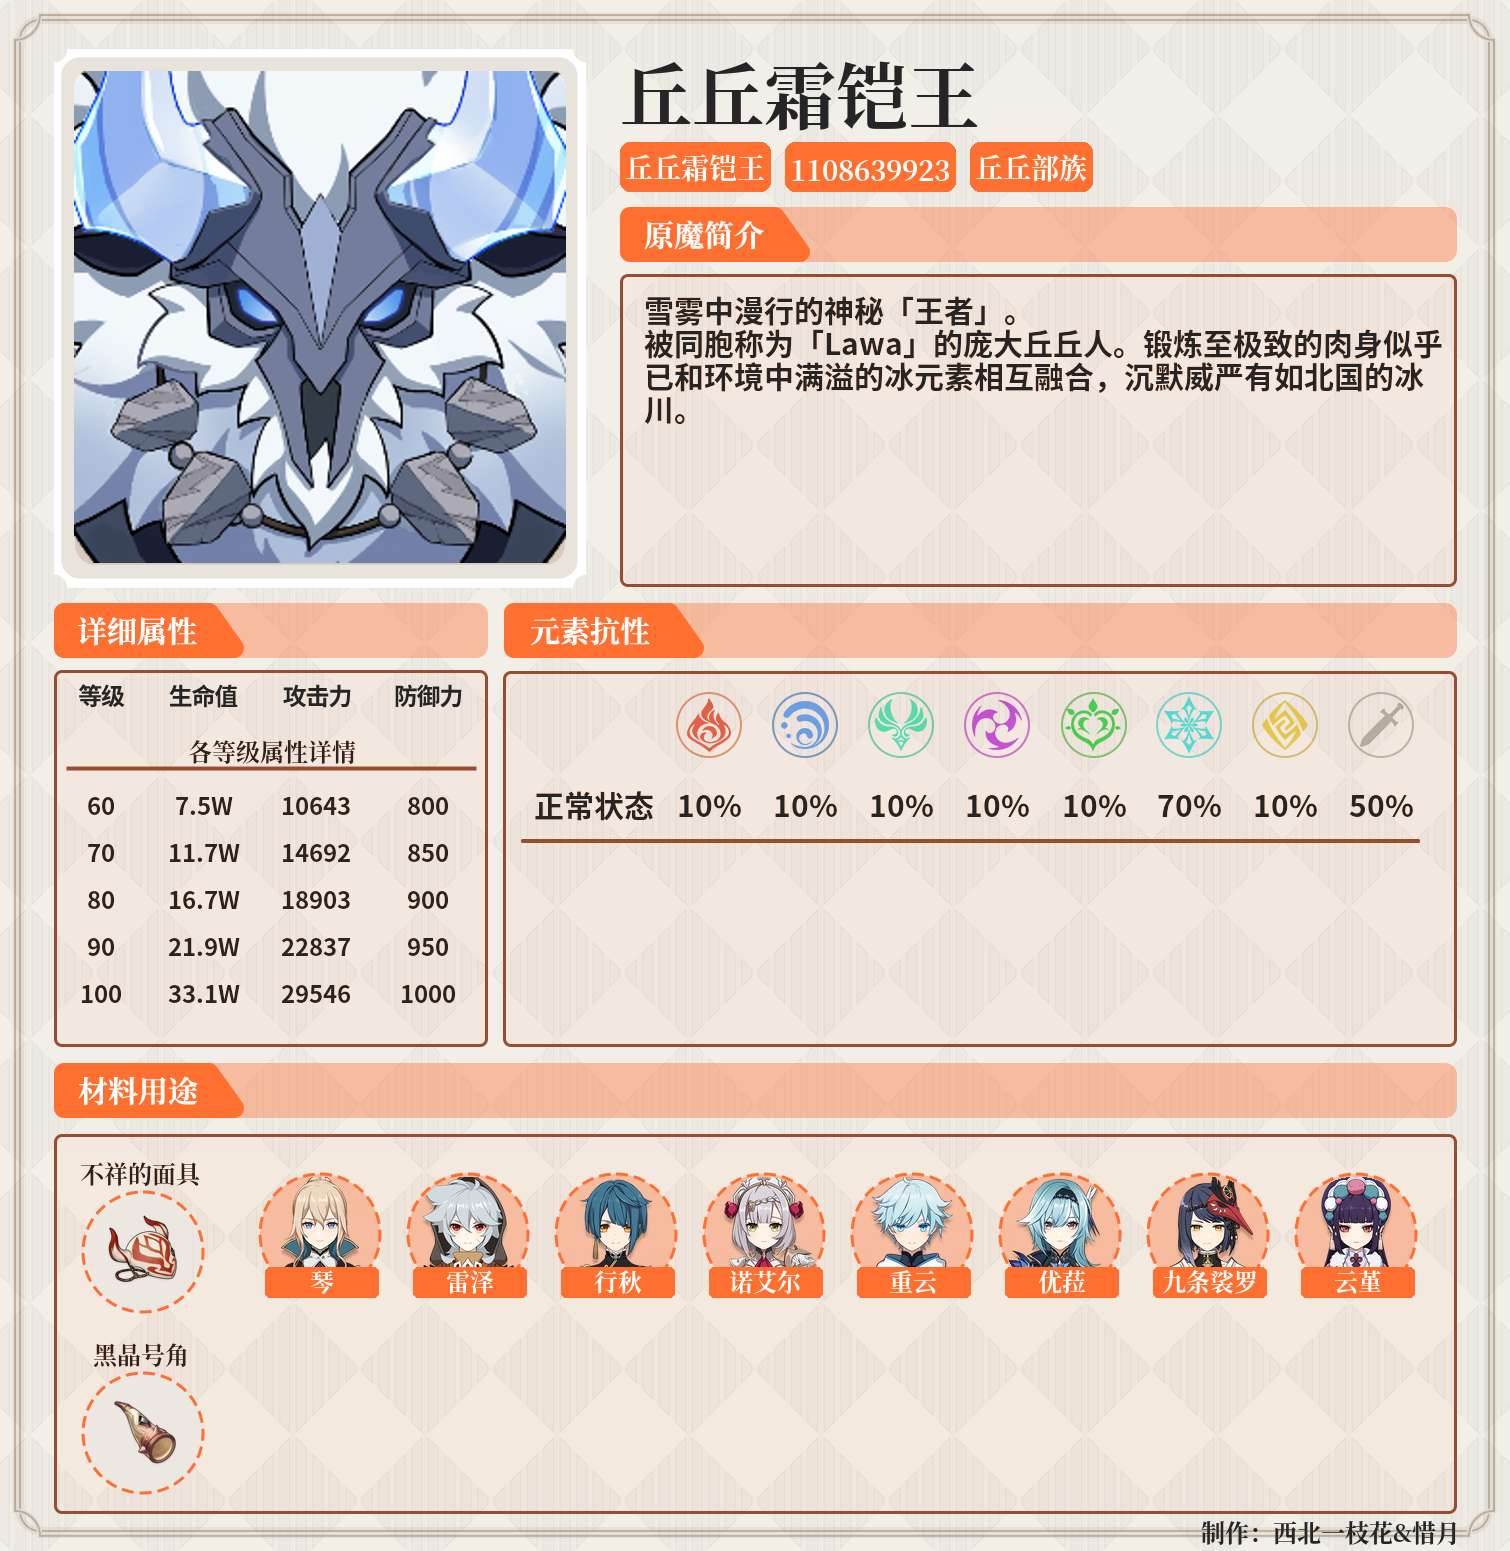 丘丘霜铠王
丘丘霜铠王 1108639923 丘丘部族
原魔简介
雪雾中漫行的神秘「王者」。
被同胞称为「Lawa」的庞大丘丘人。锻炼至极致的肉身似乎
已和环境中满溢的冰元素相互融合，沉默威严有如北国的冰
川。
详细属性
等级 生命值 攻击力 防御力
各等级属性详情
60 7.5W 10643 800
70 11.7W 14692 850
80 16.7W 18903 900
90 21.9W 22837 950
100 33.1W 29546 1000
元素抗性
正常状态 10% 10% 10% 10% 10% 70% 10% 50%
材料用途
不祥的面具
琴 雷泽 行秋 诺艾尔 重云 优菈 九条裟罗 云堇
黑晶号角
制作：西北一枝花&惜月